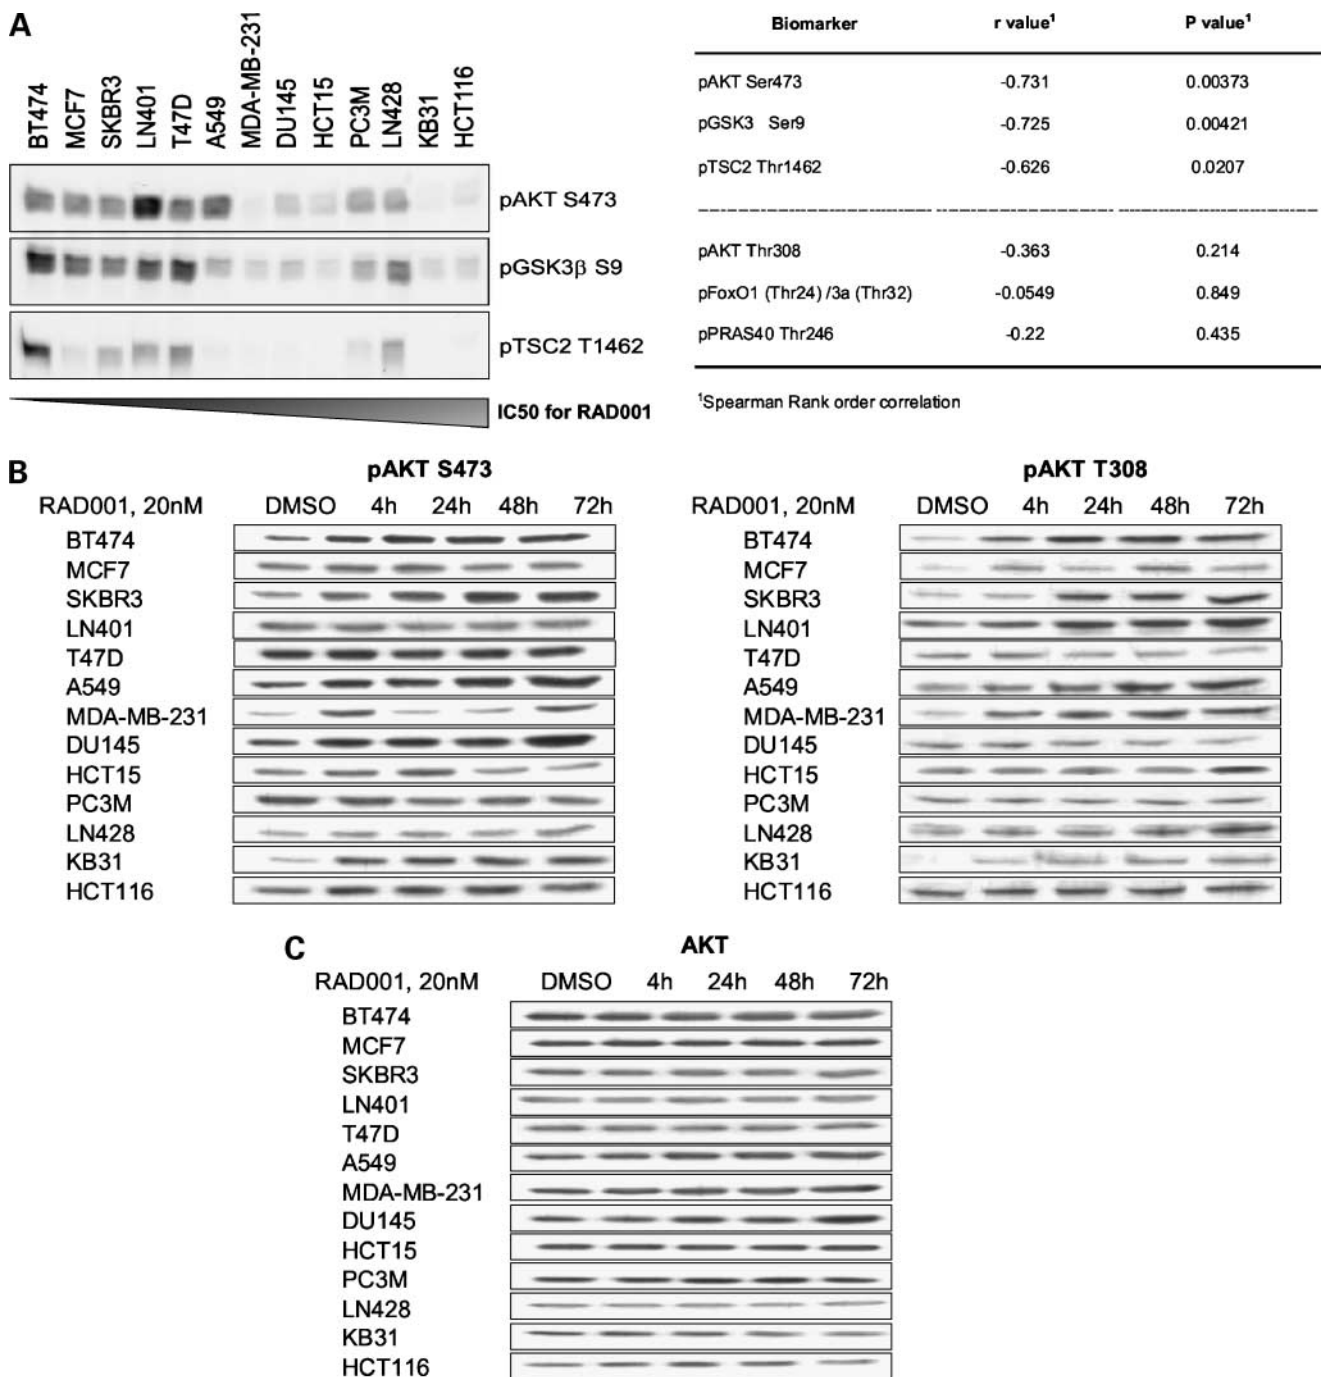 A
BT474
MCF7
SKBR3
LN401
T47D
A549
MDA-MB-231
DU145
HCT15
PC3M
LN428
KB31
HCT116
pAKT S473
pGSK3β S9
pTSC2 T1462
IC50 for RAD001
Biomarker r value¹ P value¹
pAKT Ser473 -0.731 0.00373
pGSK3 Ser9 -0.725 0.00421
pTSC2 Thr1462 -0.626 0.0207
pAKT Thr308 -0.363 0.214
pFoxO1 (Thr24) /3a (Thr32) -0.0549 0.849
pPRAS40 Thr246 -0.22 0.435
¹Spearman Rank order correlation
B
pAKT S473
RAD001, 20nM DMSO 4h 24h 48h 72h
BT474
MCF7
SKBR3
LN401
T47D
A549
MDA-MB-231
DU145
HCT15
PC3M
LN428
KB31
HCT116
pAKT T308
RAD001, 20nM DMSO 4h 24h 48h 72h
BT474
MCF7
SKBR3
LN401
T47D
A549
MDA-MB-231
DU145
HCT15
PC3M
LN428
KB31
HCT116
C
AKT
RAD001, 20nM DMSO 4h 24h 48h 72h
BT474
MCF7
SKBR3
LN401
T47D
A549
MDA-MB-231
DU145
HCT15
PC3M
LN428
KB31
HCT116